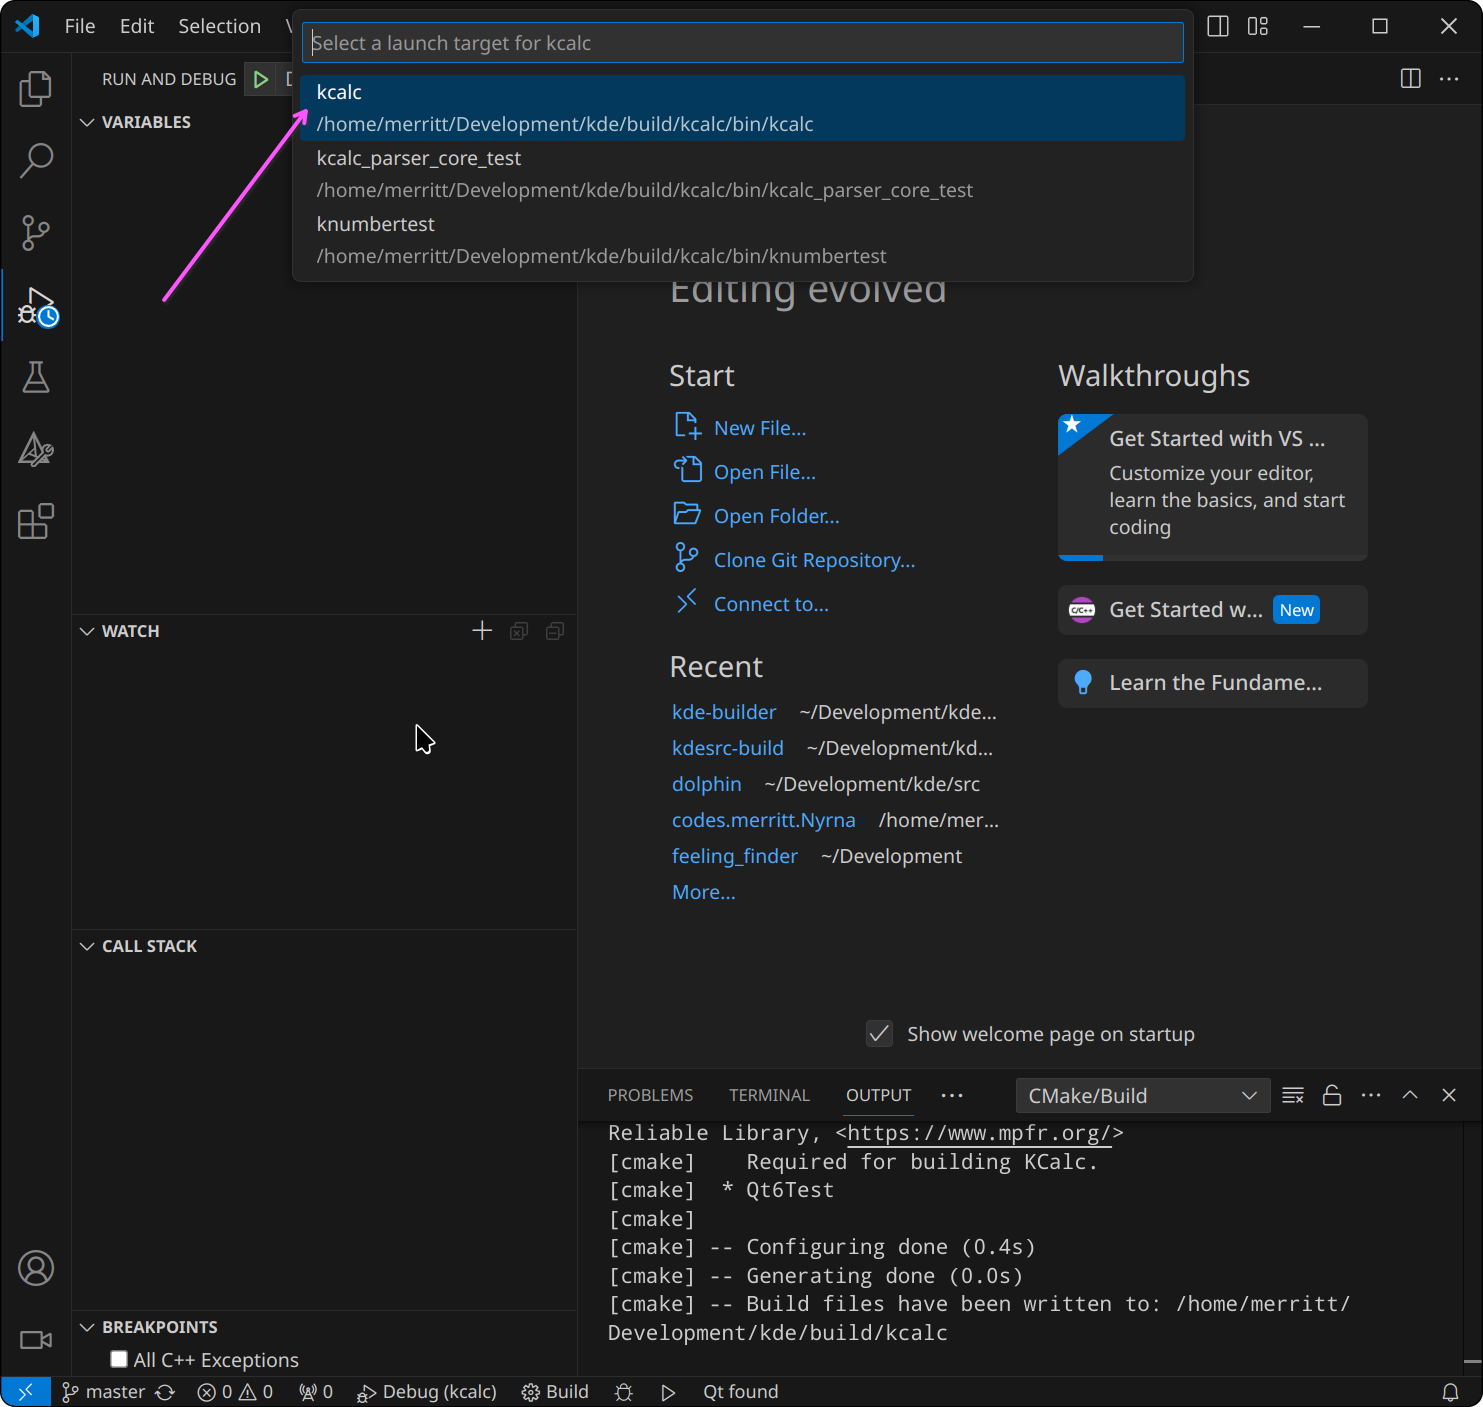 File Edit Selection
Select a launch target for kcalc
kcalc
/home/merritt/Development/kde/build/kcalc/bin/kcalc
kcalc_parser_core_test
/home/merritt/Development/kde/build/kcalc/bin/kcalc_parser_core_test
knumbertest
/home/merritt/Development/kde/build/kcalc/bin/knumbertest
RUN AND DEBUG
VARIABLES
WATCH
CALL STACK
BREAKPOINTS
All C++ Exceptions
Editing evolved
Start
New File...
Open File...
Open Folder...
Clone Git Repository...
Connect to...
Recent
kde-builder ~/Development/kde...
kdesrc-build ~/Development/kd...
dolphin ~/Development/kde/src
codes.merritt.Nyrna /home/mer...
feeling_finder ~/Development
More...
Walkthroughs
Get Started with VS ...
Customize your editor,
learn the basics, and start
coding
C/C++ Get Started w... New
Learn the Fundame...
Show welcome page on startup
PROBLEMS TERMINAL OUTPUT ··· CMake/Build
Reliable Library, <https://www.mpfr.org/>
[cmake]    Required for building KCalc.
[cmake]  * Qt6Test
[cmake]
[cmake] -- Configuring done (0.4s)
[cmake] -- Generating done (0.0s)
[cmake] -- Build files have been written to: /home/merritt/
Development/kde/build/kcalc
master 0 0 0 Debug (kcalc) Build Qt found